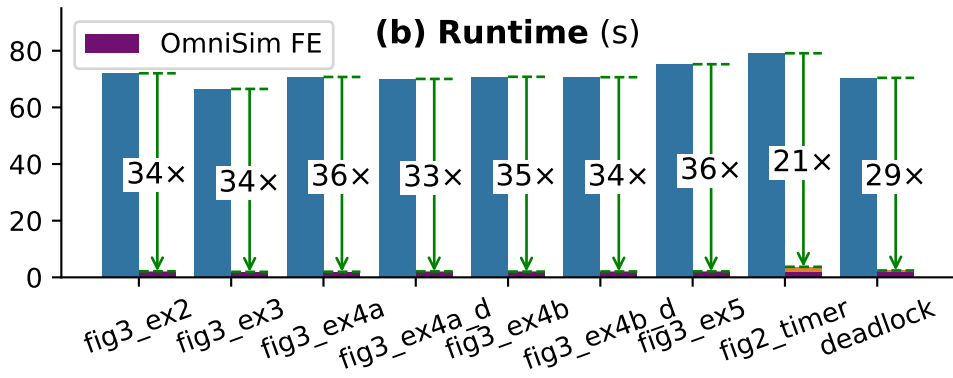 (b) Runtime (s)
OmniSim FE
80
60
40
20
0
34×
34×
36×
33×
35×
34×
36×
21×
29×
fig3_ex2
fig3_ex3
fig3_ex4a
fig3_ex4a_d
fig3_ex4b
fig3_ex4b_d
fig3_ex5
fig2_timer
deadlock